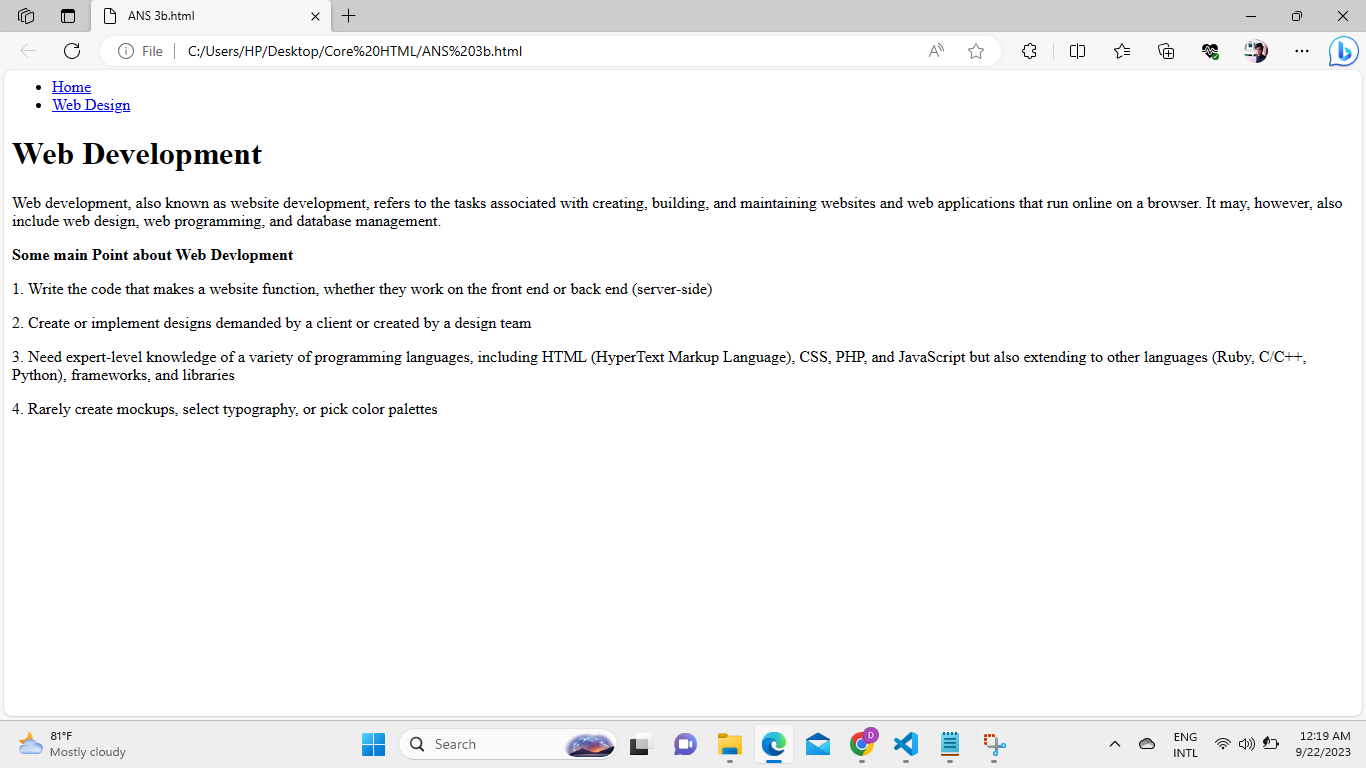 ANS 3b.html
File
C:/Users/HP/Desktop/Core%20HTML/ANS%203b.html
Home
Web Design
Web Development
Web development, also known as website development, refers to the tasks associated with creating, building, and maintaining websites and web applications that run online on a browser. It may, however, also
include web design, web programming, and database management.
Some main Point about Web Devlopment
1. Write the code that makes a website function, whether they work on the front end or back end (server-side)
2. Create or implement designs demanded by a client or created by a design team
3. Need expert-level knowledge of a variety of programming languages, including HTML (HyperText Markup Language), CSS, PHP, and JavaScript but also extending to other languages (Ruby, C/C++,
Python), frameworks, and libraries
4. Rarely create mockups, select typography, or pick color palettes
81°F
Mostly cloudy
Search
D
ENG
INTL
12:19 AM
9/22/2023